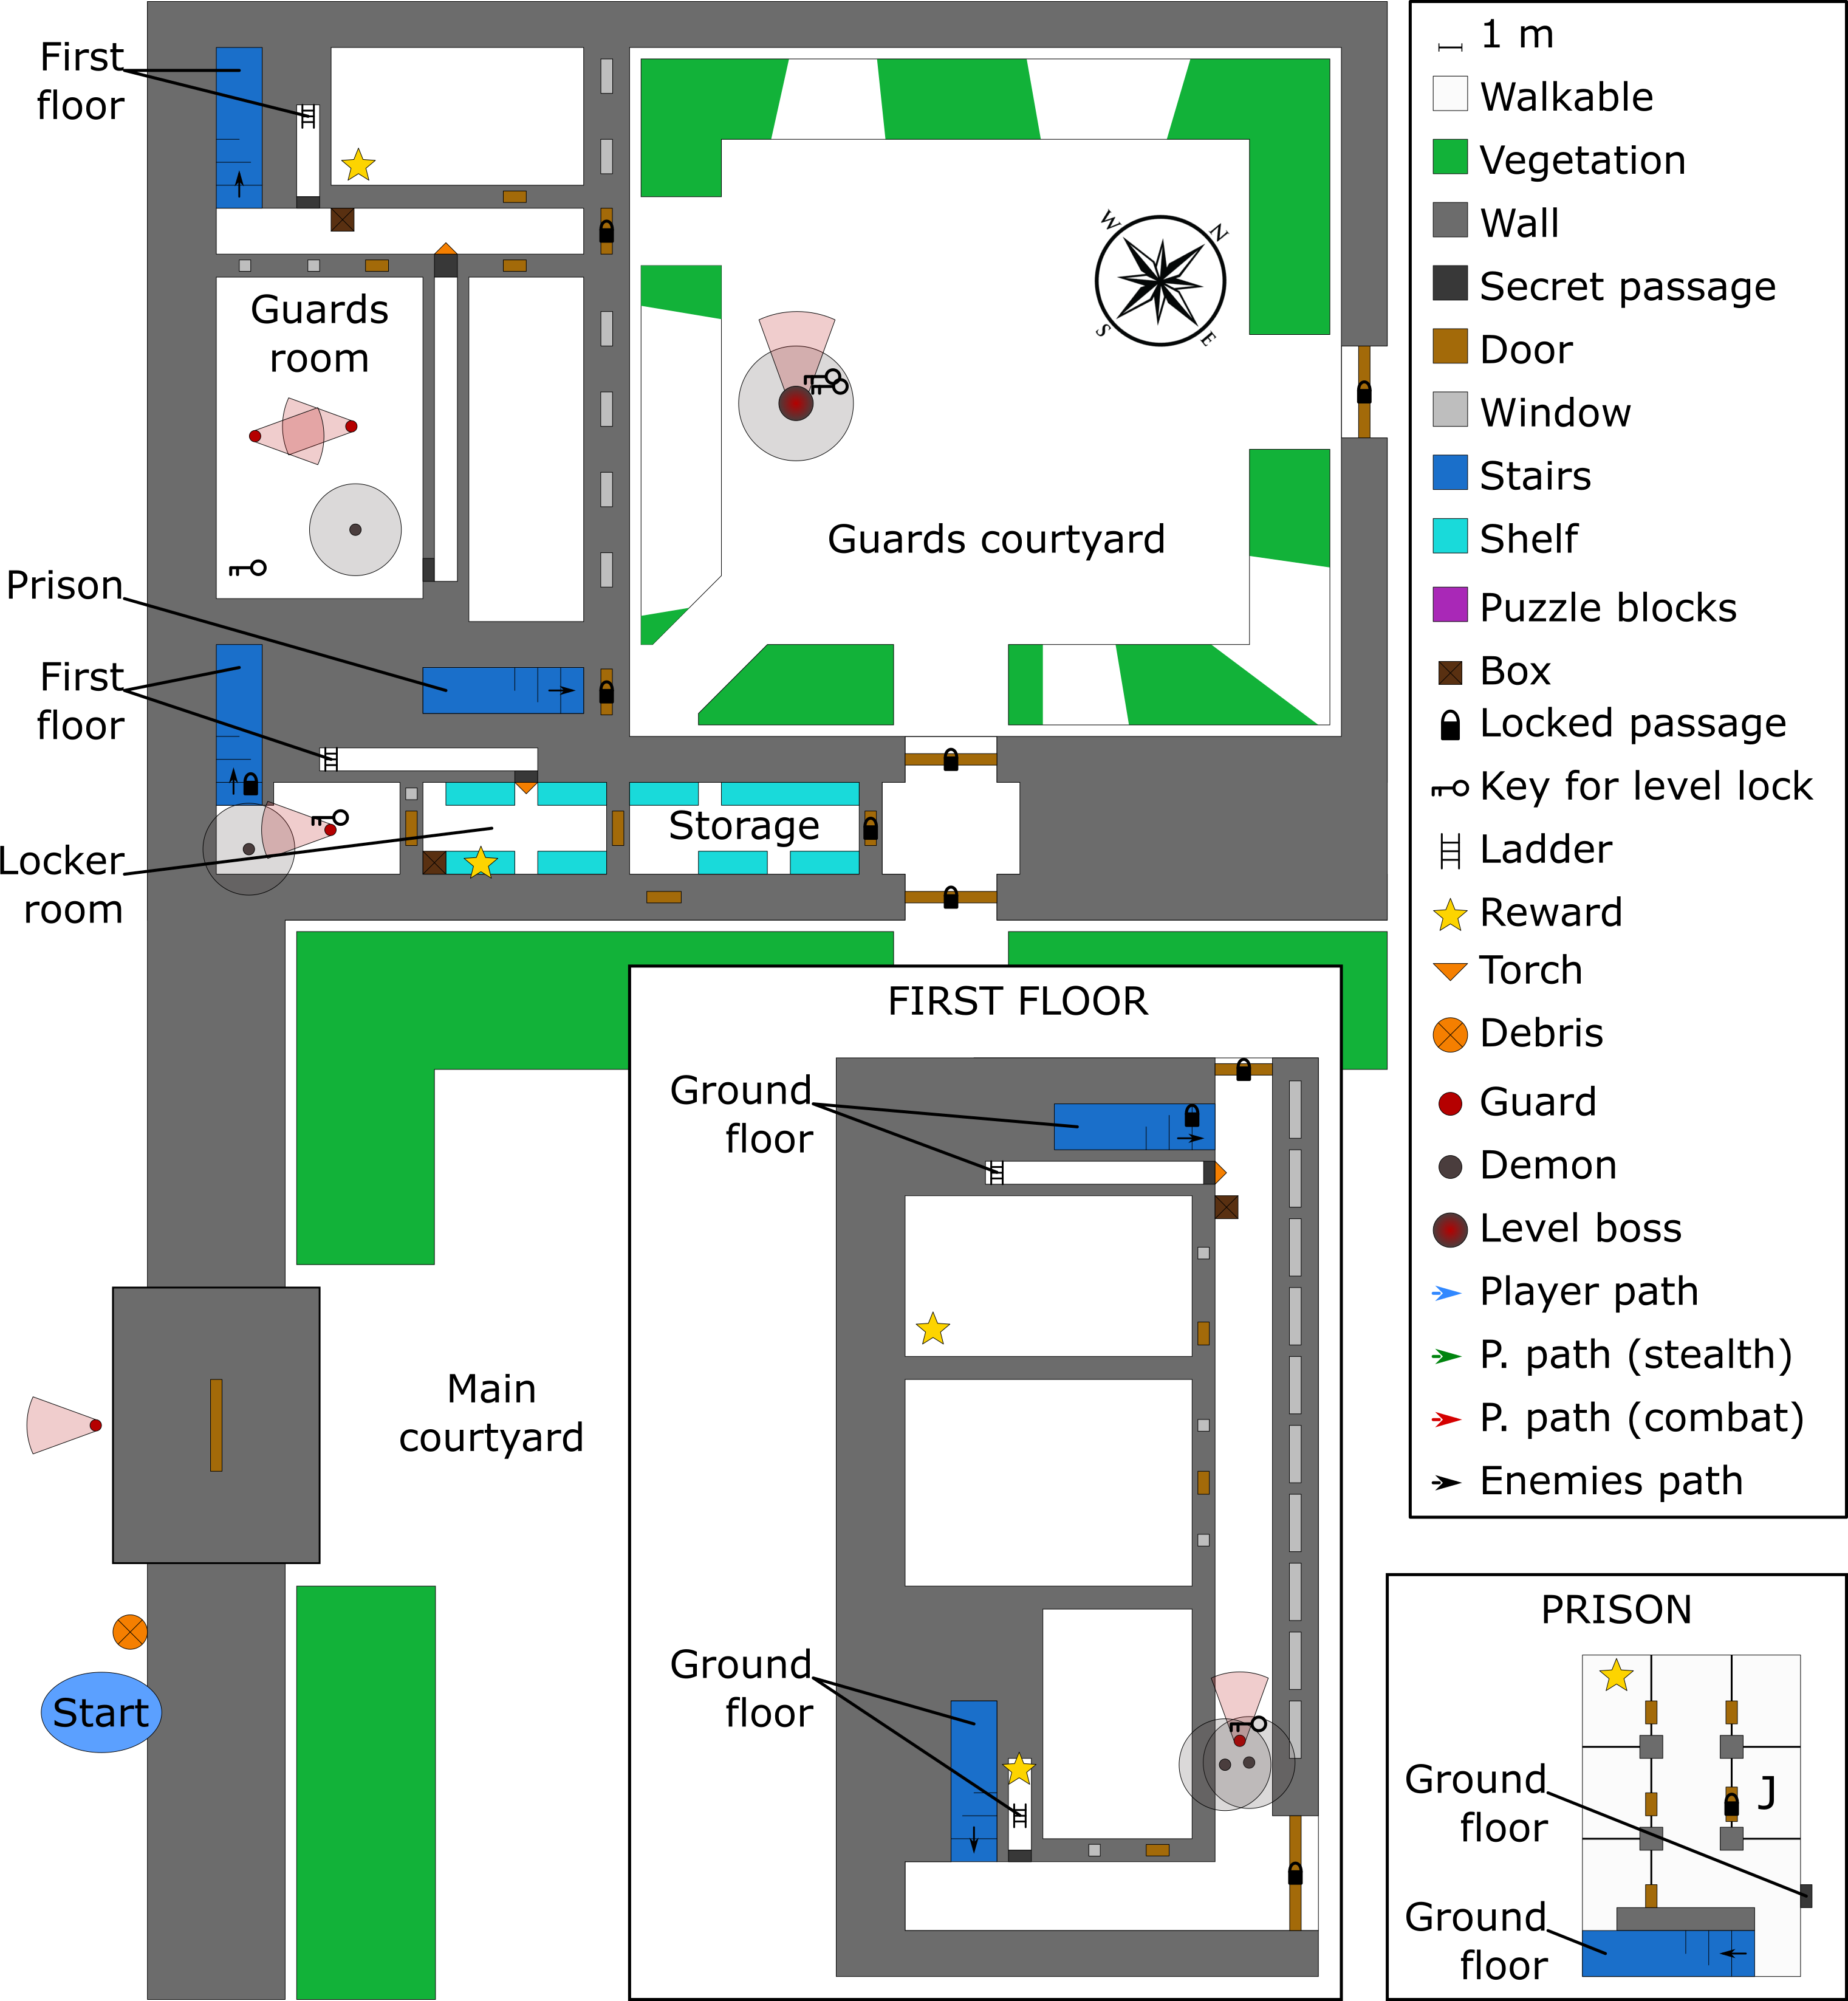 First
floor
Guards
room
Prison
First
floor
Locker
room
Storage
Guards courtyard
W
N
S
E
Main
courtyard
Start
FIRST FLOOR
Ground
floor
Ground
floor
1 m
Walkable
Vegetation
Wall
Secret passage
Door
Window
Stairs
Shelf
Puzzle blocks
Box
Locked passage
Key for level lock
Ladder
Reward
Torch
Debris
Guard
Demon
Level boss
Player path
P. path (stealth)
P. path (combat)
Enemies path
PRISON
J
Ground
floor
Ground
floor